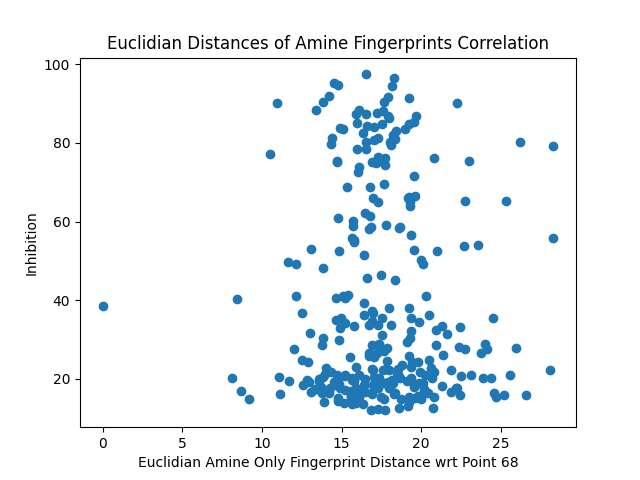 Euclidian Distances of Amine Fingerprints Correlation
100
80
60
40
20
Inhibition
0 5 10 15 20 25
Euclidian Amine Only Fingerprint Distance wrt Point 68